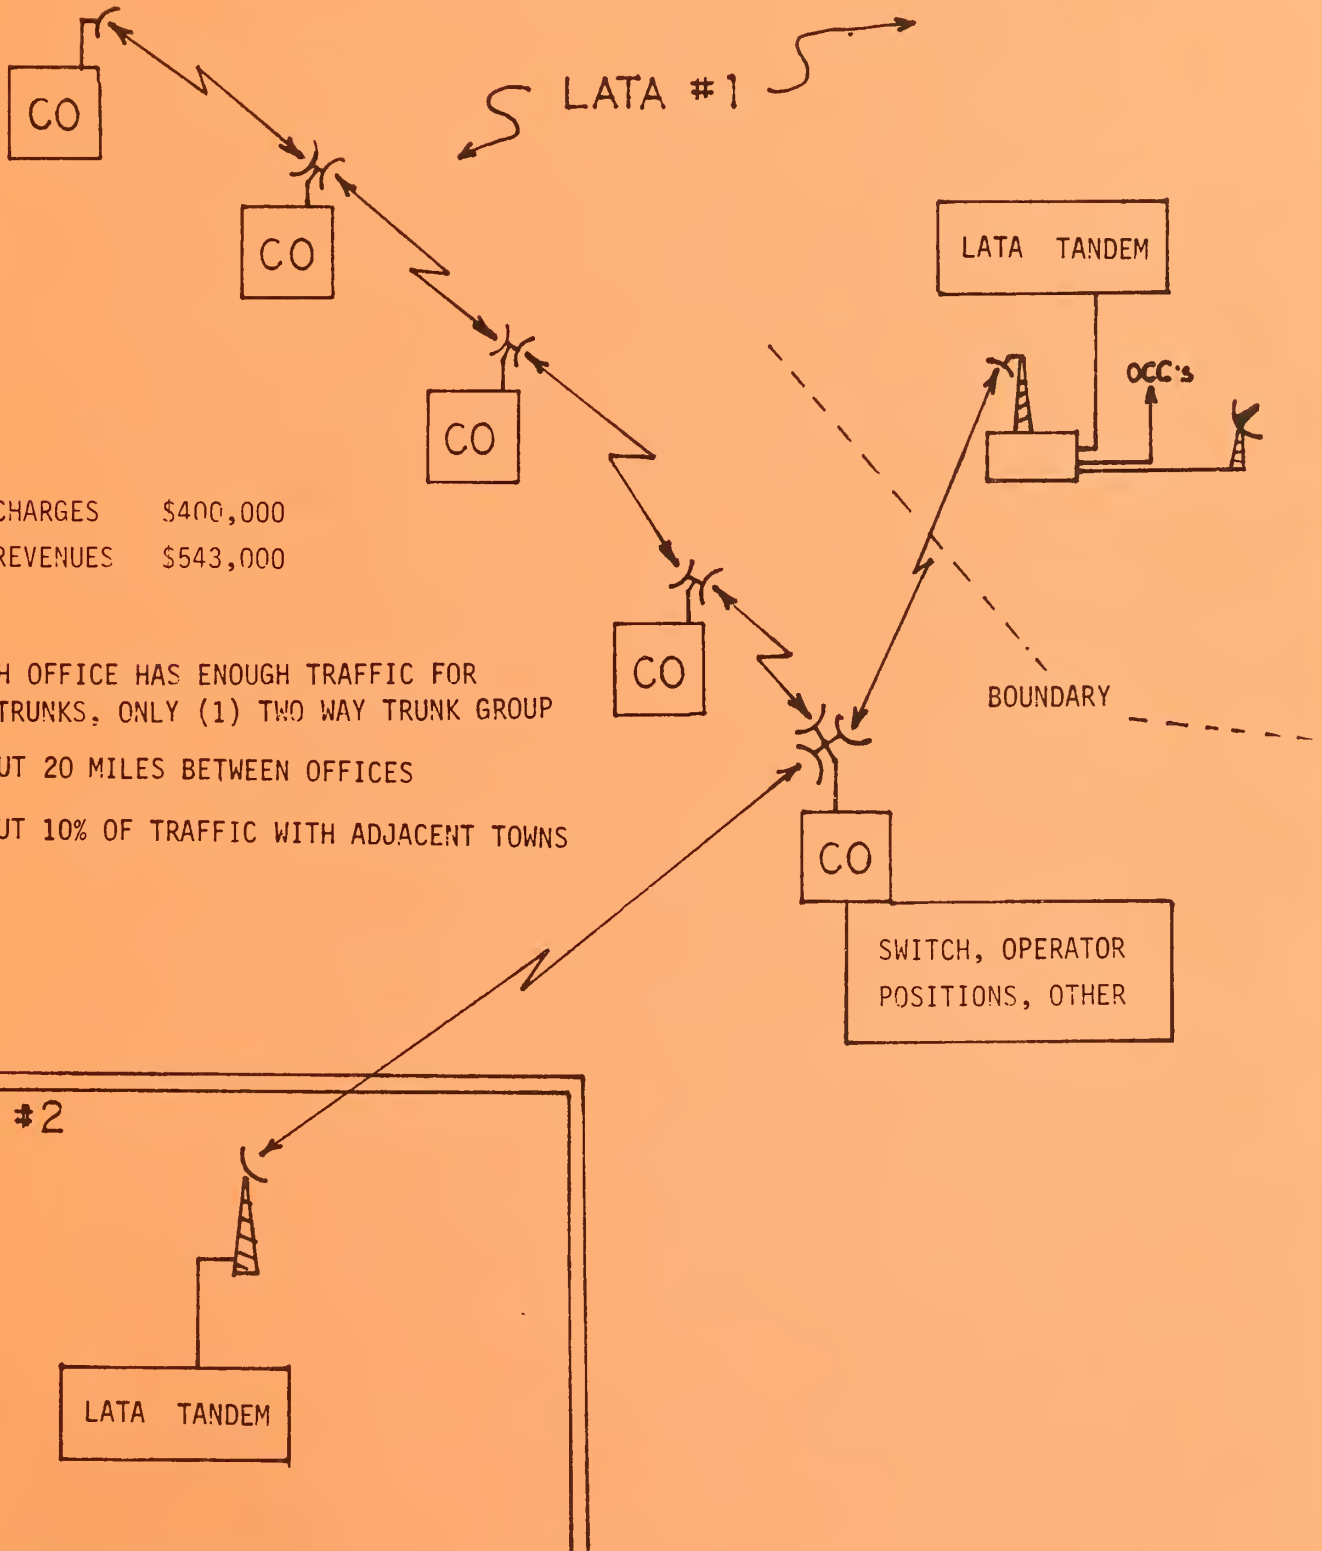 LATA #1
CO
CO
LATA TANDEM
OCC's
CO
CHARGES $400,000
REVENUES $543,000
H OFFICE HAS ENOUGH TRAFFIC FOR
TRUNKS, ONLY (1) TWO WAY TRUNK GROUP
CO
BOUNDARY
UT 20 MILES BETWEEN OFFICES
UT 10% OF TRAFFIC WITH ADJACENT TOWNS
CO
SWITCH, OPERATOR
POSITIONS, OTHER
#2
LATA TANDEM